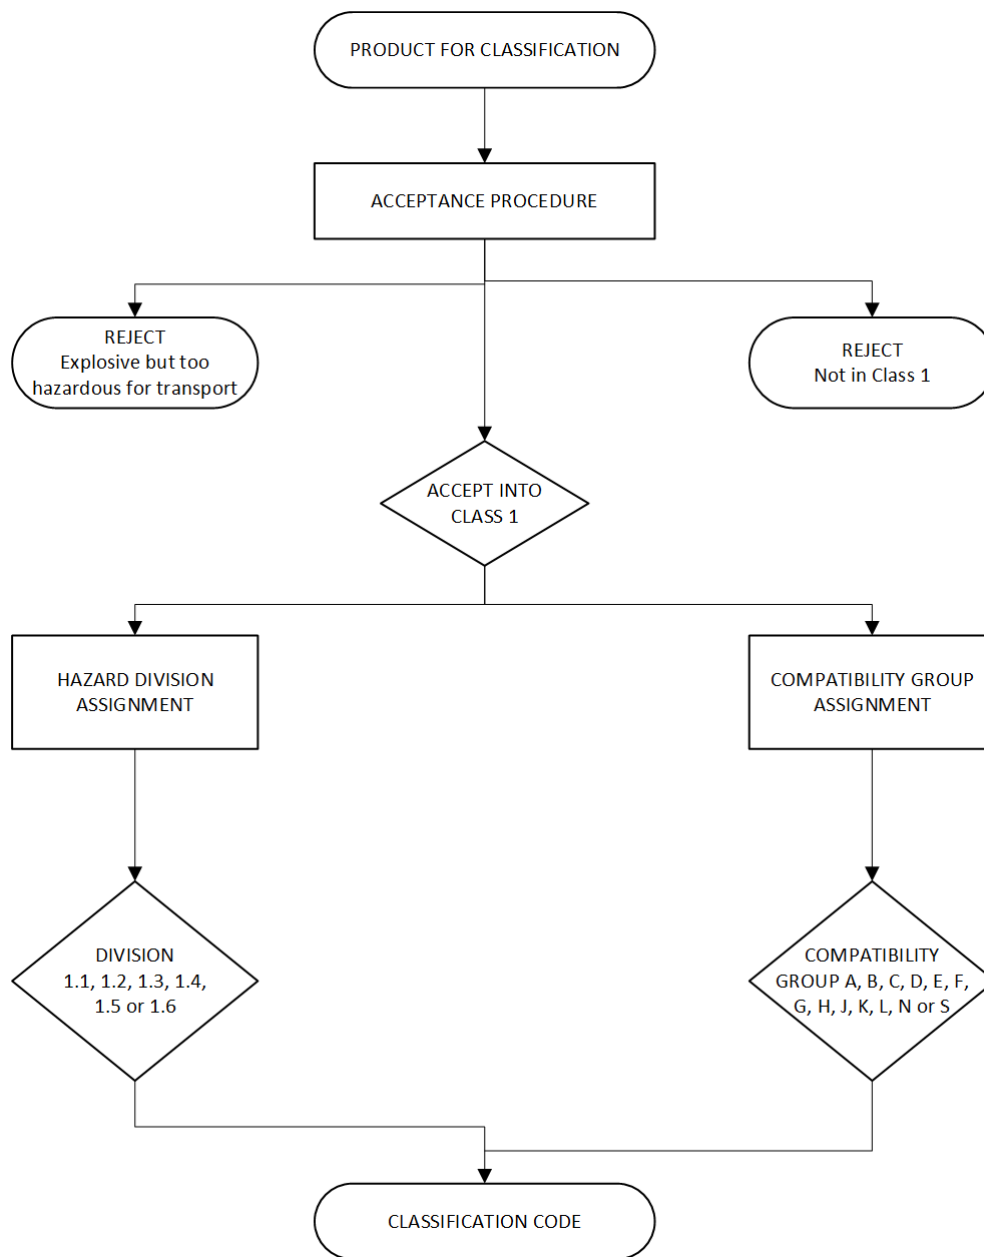 PRODUCT FOR CLASSIFICATION
ACCEPTANCE PROCEDURE
REJECT
Explosive but too
hazardous for transport
REJECT
Not in Class 1
ACCEPT INTO
CLASS 1
HAZARD DIVISION
ASSIGNMENT
COMPATIBILITY GROUP
ASSIGNMENT
DIVISION
1.1, 1.2, 1.3, 1.4,
1.5 or 1.6
COMPATIBILITY
GROUP A, B, C, D, E, F,
G, H, J, K, L, N or S
CLASSIFICATION CODE